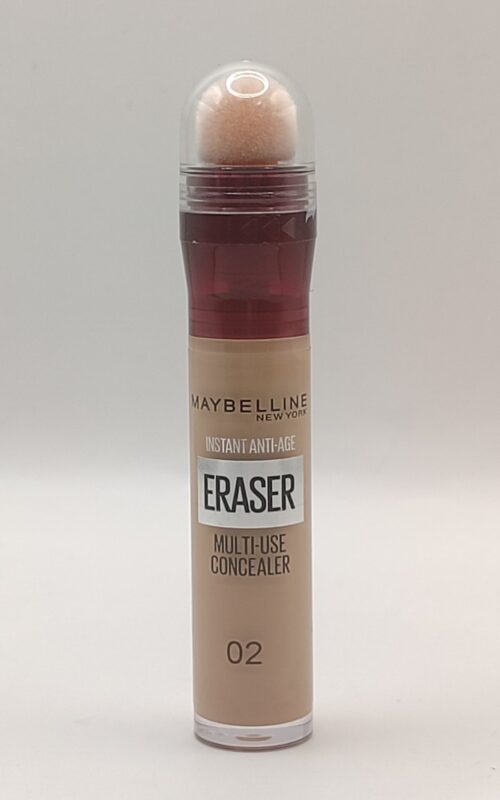 MAYBELLINE
NEW YORK
INSTANT ANTI-AGE
ERASER
MULTI-USE
CONCEALER
02